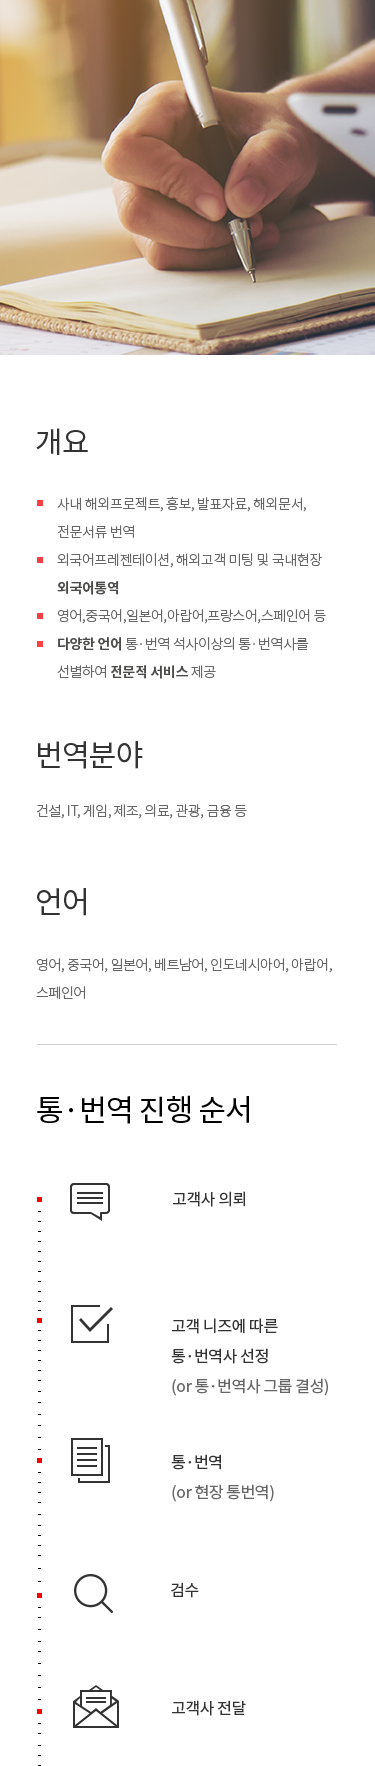 개요
사내 해외프로젝트, 홍보, 발표자료, 해외문서,
전문서류 번역
외국어프레젠테이션, 해외고객 미팅 및 국내현장
외국어통역
영어,중국어,일본어,아랍어,프랑스어,스페인어 등
다양한 언어 통·번역 석사이상의 통·번역사를
선별하여 전문적 서비스 제공
번역분야
건설, IT, 게임, 제조, 의료, 관광, 금융 등
언어
영어, 중국어, 일본어, 베트남어, 인도네시아어, 아랍어,
스페인어
통·번역 진행 순서
고객사 의뢰
고객 니즈에 따른
통·번역사 선정
(or 통·번역사 그룹 결성)
통·번역
(or 현장 통번역)
검수
고객사 전달